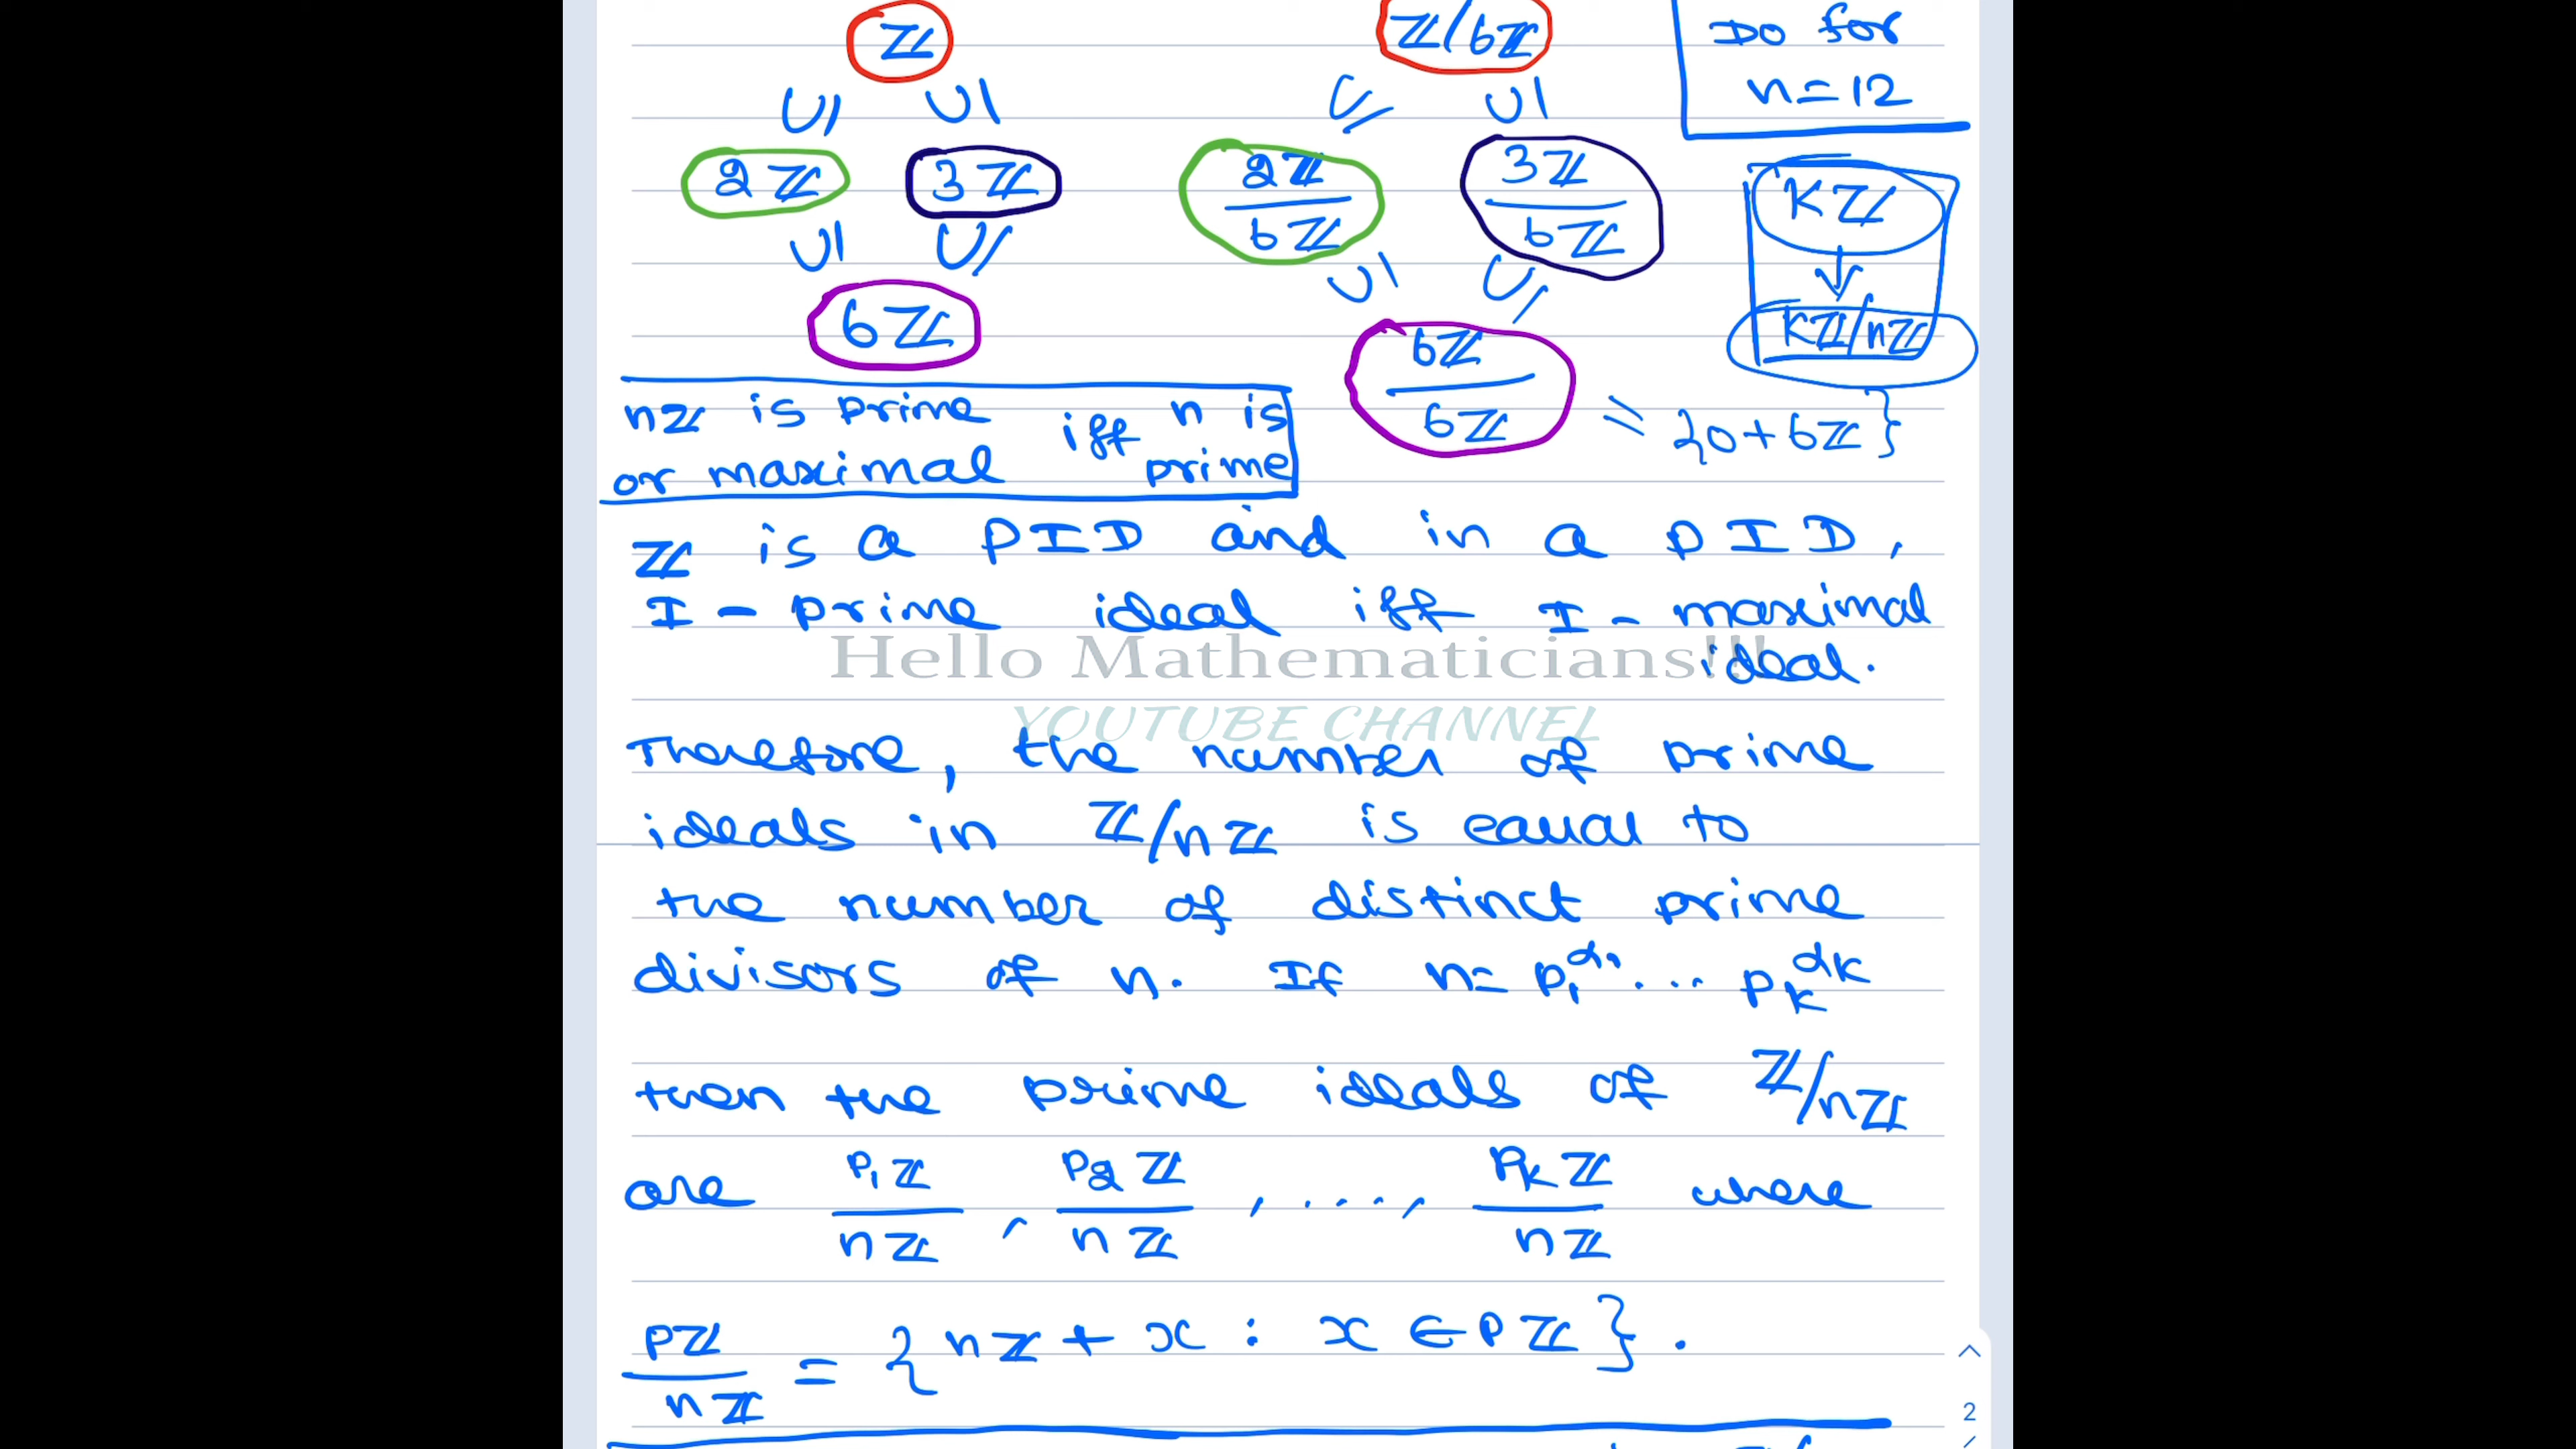 ℤ ℤ/6ℤ Do for
U| U| U| U| n=12
2ℤ 3ℤ 2ℤ/6ℤ 3ℤ/6ℤ kℤ
U| U| U| U| ↓
6ℤ 6ℤ/6ℤ = {0+6ℤ} kℤ/nℤ
nℤ is prime iff n is
or maximal prime
ℤ is a PID and in a PID,
I - prime ideal iff I - maximal
ideal.
Hello Mathematicians!!!
YOUTUBE CHANNEL
Therefore, the number of prime
ideals in ℤ/nℤ is equal to
the number of distinct prime
divisors of n. If n= p₁^α₁ ... pₖ^αₖ
then the prime ideals of ℤ/nℤ
are p₁ℤ/nℤ, p₂ℤ/nℤ, ...., pₖℤ/nℤ where
pℤ/nℤ = {nℤ + x : x ∈ pℤ}.
2